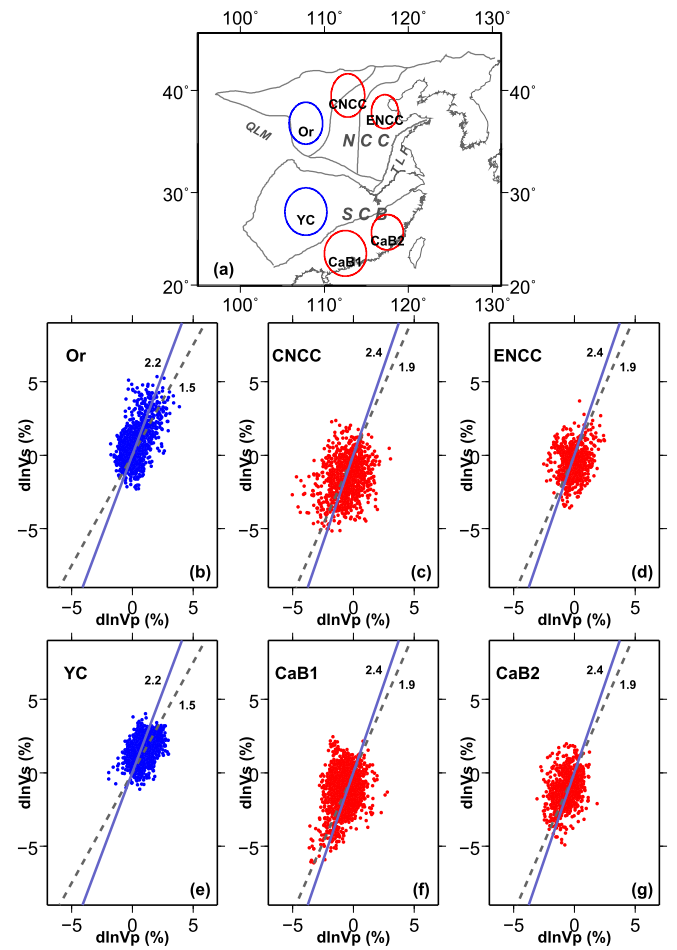 100° 110° 120° 130°
40° 40°
30° 30°
20° 20°
CNCC
ENCC
Or
QLM
N C C
TLF
YC
S C B
CaB2
CaB1
(a)
100° 110° 120° 130°
Or
2.2
1.5
5
0
−5
dlnVs (%)
(b)
−5 0 5
dlnVp (%)
CNCC
2.4
1.9
5
0
−5
dlnVs (%)
(c)
−5 0 5
dlnVp (%)
ENCC
2.4
1.9
5
0
−5
dlnVs (%)
(d)
−5 0 5
dlnVp (%)
YC
2.2
1.5
5
0
−5
dlnVs (%)
(e)
−5 0 5
dlnVp (%)
CaB1
2.4
1.9
5
0
−5
dlnVs (%)
(f)
−5 0 5
dlnVp (%)
CaB2
2.4
1.9
5
0
−5
dlnVs (%)
(g)
−5 0 5
dlnVp (%)